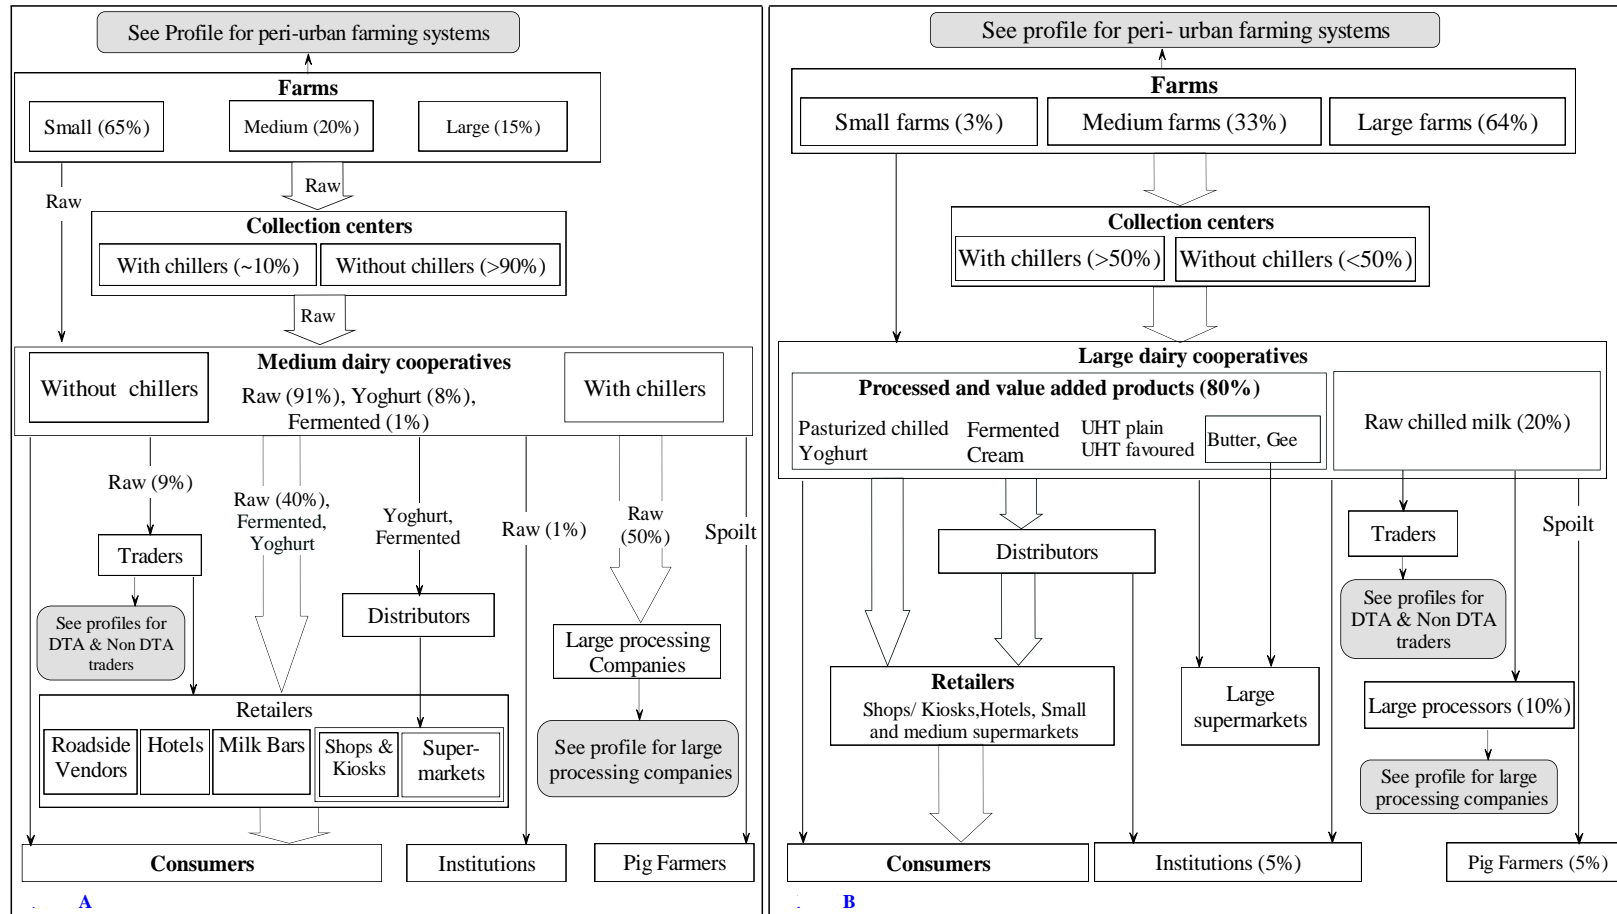 See Profile for peri-urban farming systems
Farms
Small (65%)
Medium (20%)
Large (15%)
Raw
Raw
Collection centers
With chillers (~10%)
Without chillers (>90%)
Raw
Medium dairy cooperatives
Without chillers
Raw (91%), Yoghurt (8%),
Fermented (1%)
With chillers
Raw (9%)
Raw (40%),
Fermented,
Yoghurt
Yoghurt,
Fermented
Raw (1%)
Raw
(50%)
Spoilt
Traders
See profiles for
DTA & Non DTA
traders
Distributors
Large processing
Companies
See profile for large
processing companies
Retailers
Roadside
Vendors
Hotels
Milk Bars
Shops &
Kiosks
Super-
markets
Consumers
Institutions
Pig Farmers
A
See profile for peri- urban farming systems
Farms
Small farms (3%)
Medium farms (33%)
Large farms (64%)
Collection centers
With chillers (>50%)
Without chillers (<50%)
Large dairy cooperatives
Processed and value added products (80%)
Pasturized chilled
Yoghurt
Fermented
Cream
UHT plain
UHT favoured
Butter, Gee
Raw chilled milk (20%)
Distributors
Traders
Spoilt
See profiles for
DTA & Non DTA
traders
Retailers
Shops/ Kiosks,Hotels, Small
and medium supermarkets
Large
supermarkets
Large processors (10%)
See profile for large
processing companies
Consumers
Institutions (5%)
Pig Farmers (5%)
B